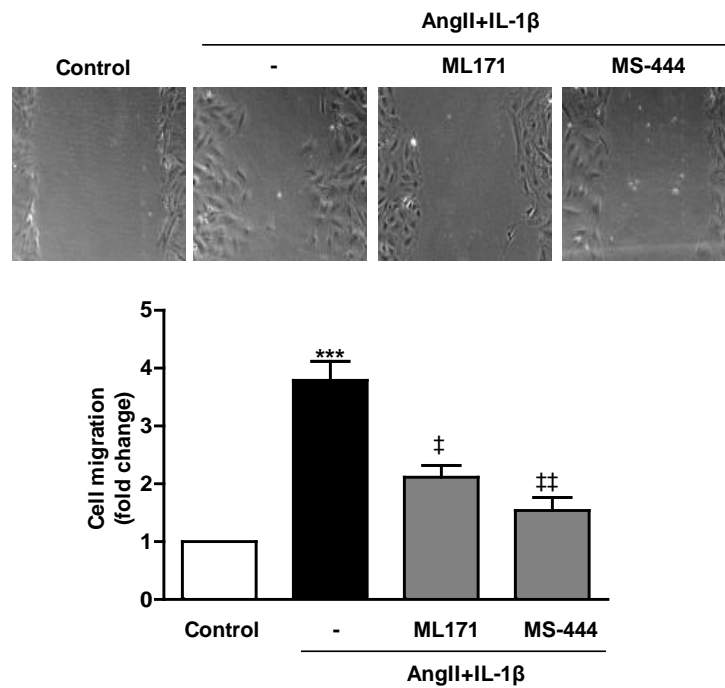 AngII+IL-1β
Control - ML171 MS-444
5
4
3
2
1
0
Cell migration
(fold change)
***
‡
‡‡
Control - ML171 MS-444
AngII+IL-1β